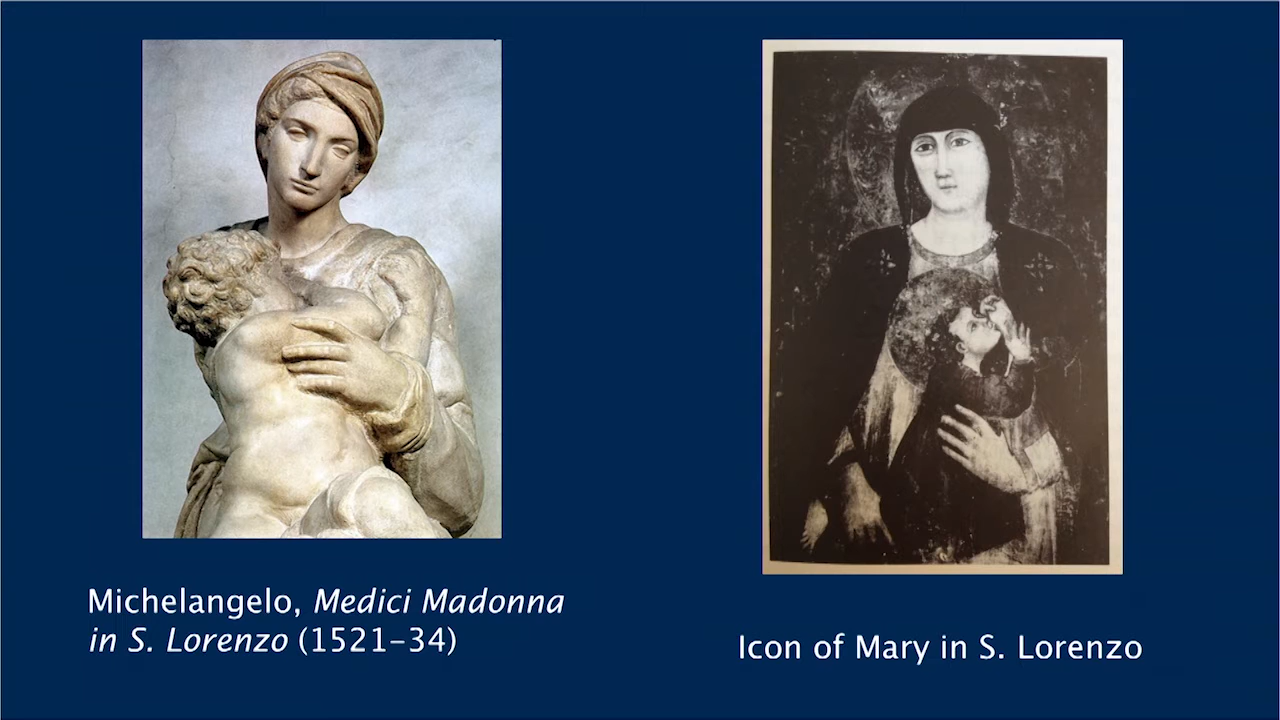 Michelangelo, Medici Madonna
in S. Lorenzo (1521–34)
Icon of Mary in S. Lorenzo